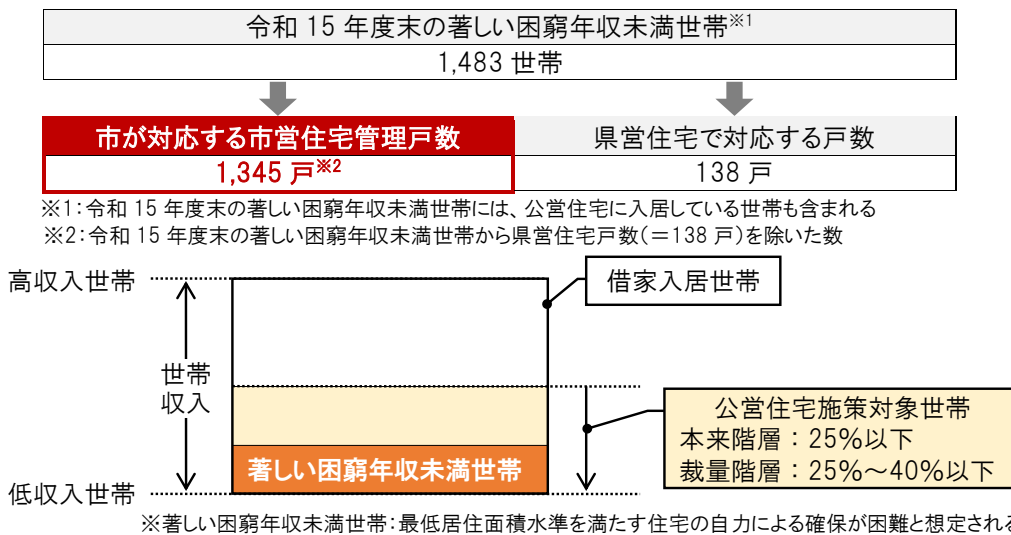 令和 15 年度末の著しい困窮年収未満世帯※1
1,483 世帯
市が対応する市営住宅管理戸数
県営住宅で対応する戸数
1,345 戸※2
138 戸
※1：令和 15 年度末の著しい困窮年収未満世帯には、公営住宅に入居している世帯も含まれる
※2：令和 15 年度末の著しい困窮年収未満世帯から県営住宅戸数（＝138 戸）を除いた数
高収入世帯
借家入居世帯
世帯
収入
公営住宅施策対象世帯
本来階層：25％以下
裁量階層：25％～40％以下
著しい困窮年収未満世帯
低収入世帯
※著しい困窮年収未満世帯：最低居住面積水準を満たす住宅の自力による確保が困難と想定される